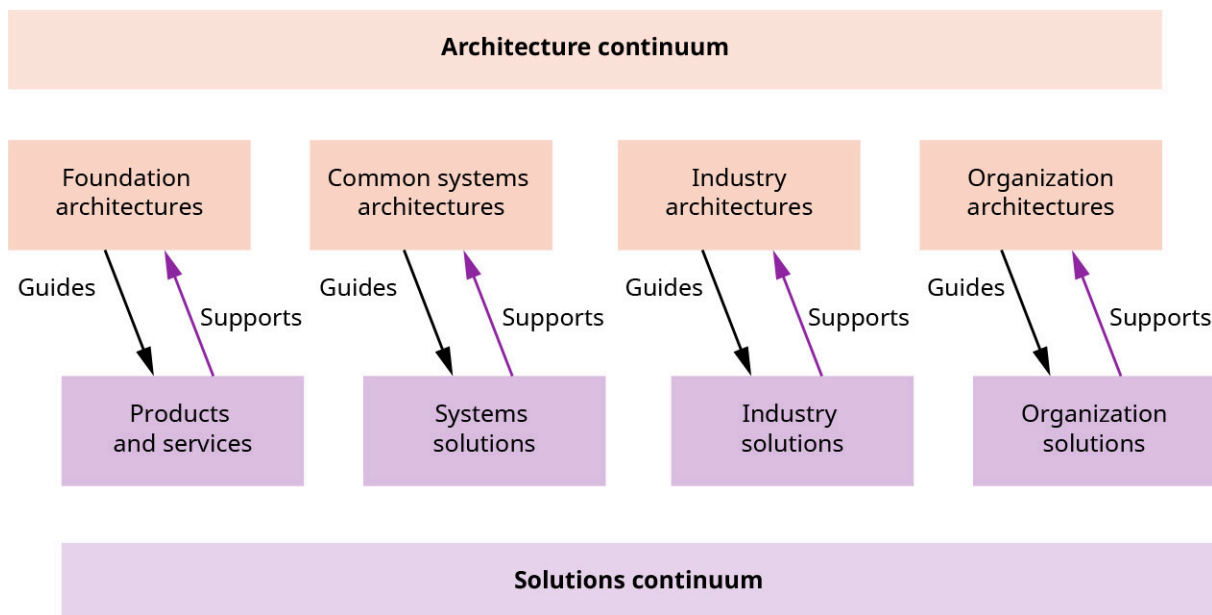 Architecture continuum
Foundation
architectures
Common systems
architectures
Industry
architectures
Organization
architectures
Guides
Supports
Guides
Supports
Guides
Supports
Guides
Supports
Products
and services
Systems
solutions
Industry
solutions
Organization
solutions
Solutions continuum